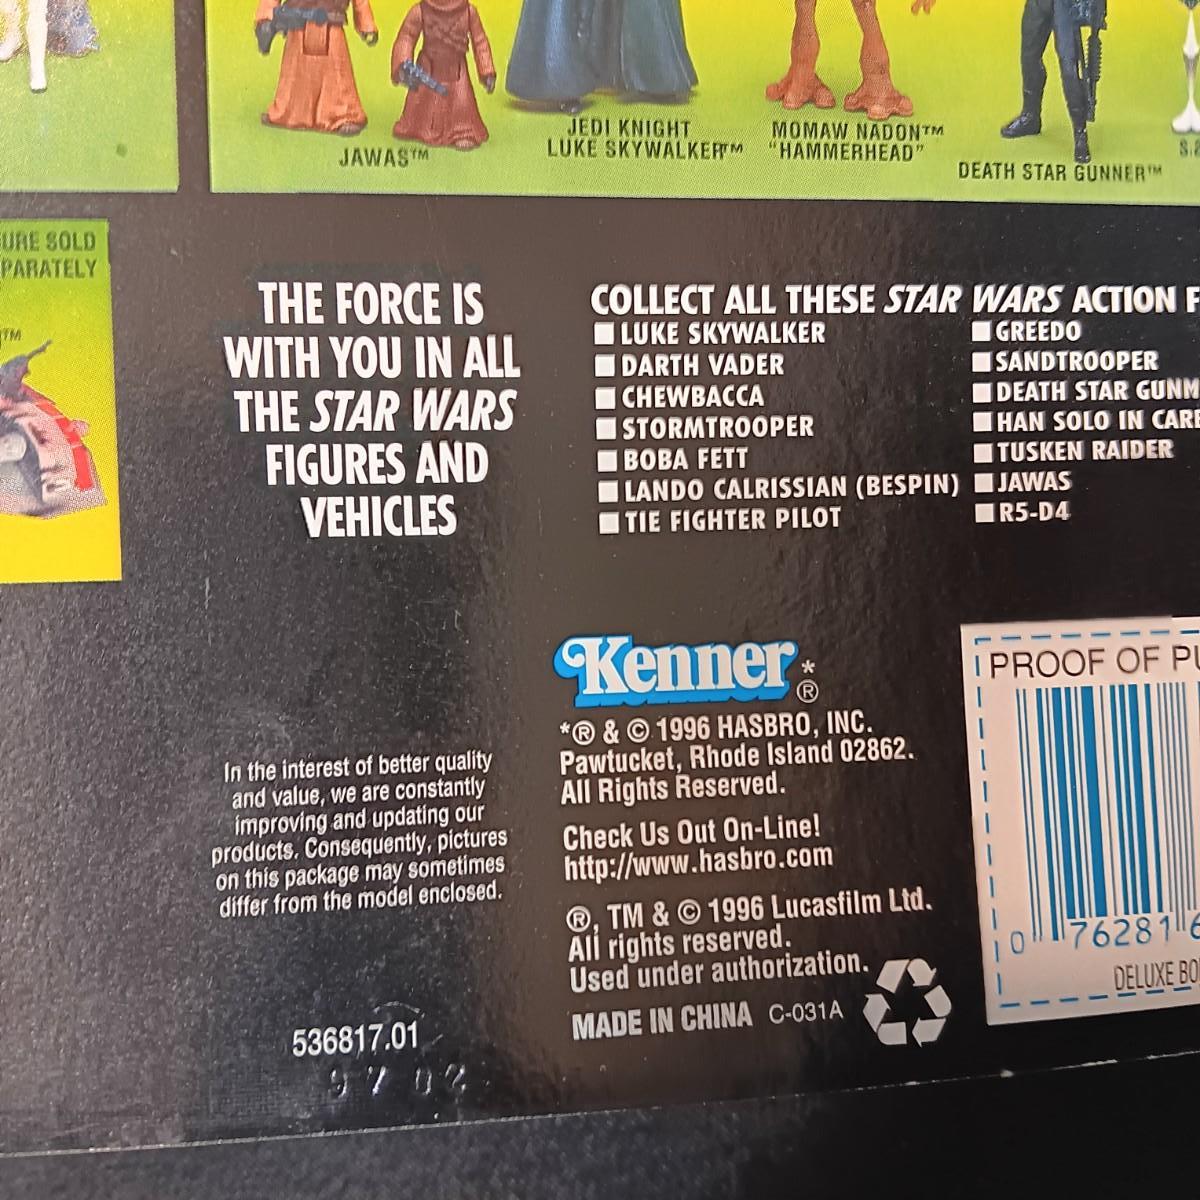 JAWAS™
JEDI KNIGHT
LUKE SKYWALKER™
MOMAW NADON™
"HAMMERHEAD"
DEATH STAR GUNNER™
SOLD
TM
THE FORCE IS
WITH YOU IN ALL
THE STAR WARS
FIGURES AND
VEHICLES
COLLECT ALL THESE STAR WARS ACTION F
LUKE SKYWALKER
DARTH VADER
CHEWBACCA
STORMTROOPER
BOBA FETT
LANDO CALRISSIAN (BESPIN)
TIE FIGHTER PILOT
GREEDO
SANDTROOPER
DEATH STAR GUNN
HAN SOLO IN CARB
TUSKEN RAIDER
JAWAS
R5-D4
Kenner*®
*® & © 1996 HASBRO, INC.
Pawtucket, Rhode Island 02862.
All Rights Reserved.
Check Us Out On-Line!
http://www.hasbro.com
®, TM & © 1996 Lucasfilm Ltd.
All rights reserved.
Used under authorization.
MADE IN CHINA C-031A
In the interest of better quality
and value, we are constantly
improving and updating our
products. Consequently, pictures
on this package may sometimes
differ from the model enclosed.
536817.01
9702
PROOF OF PU
0 76281 6
DELUXE BO